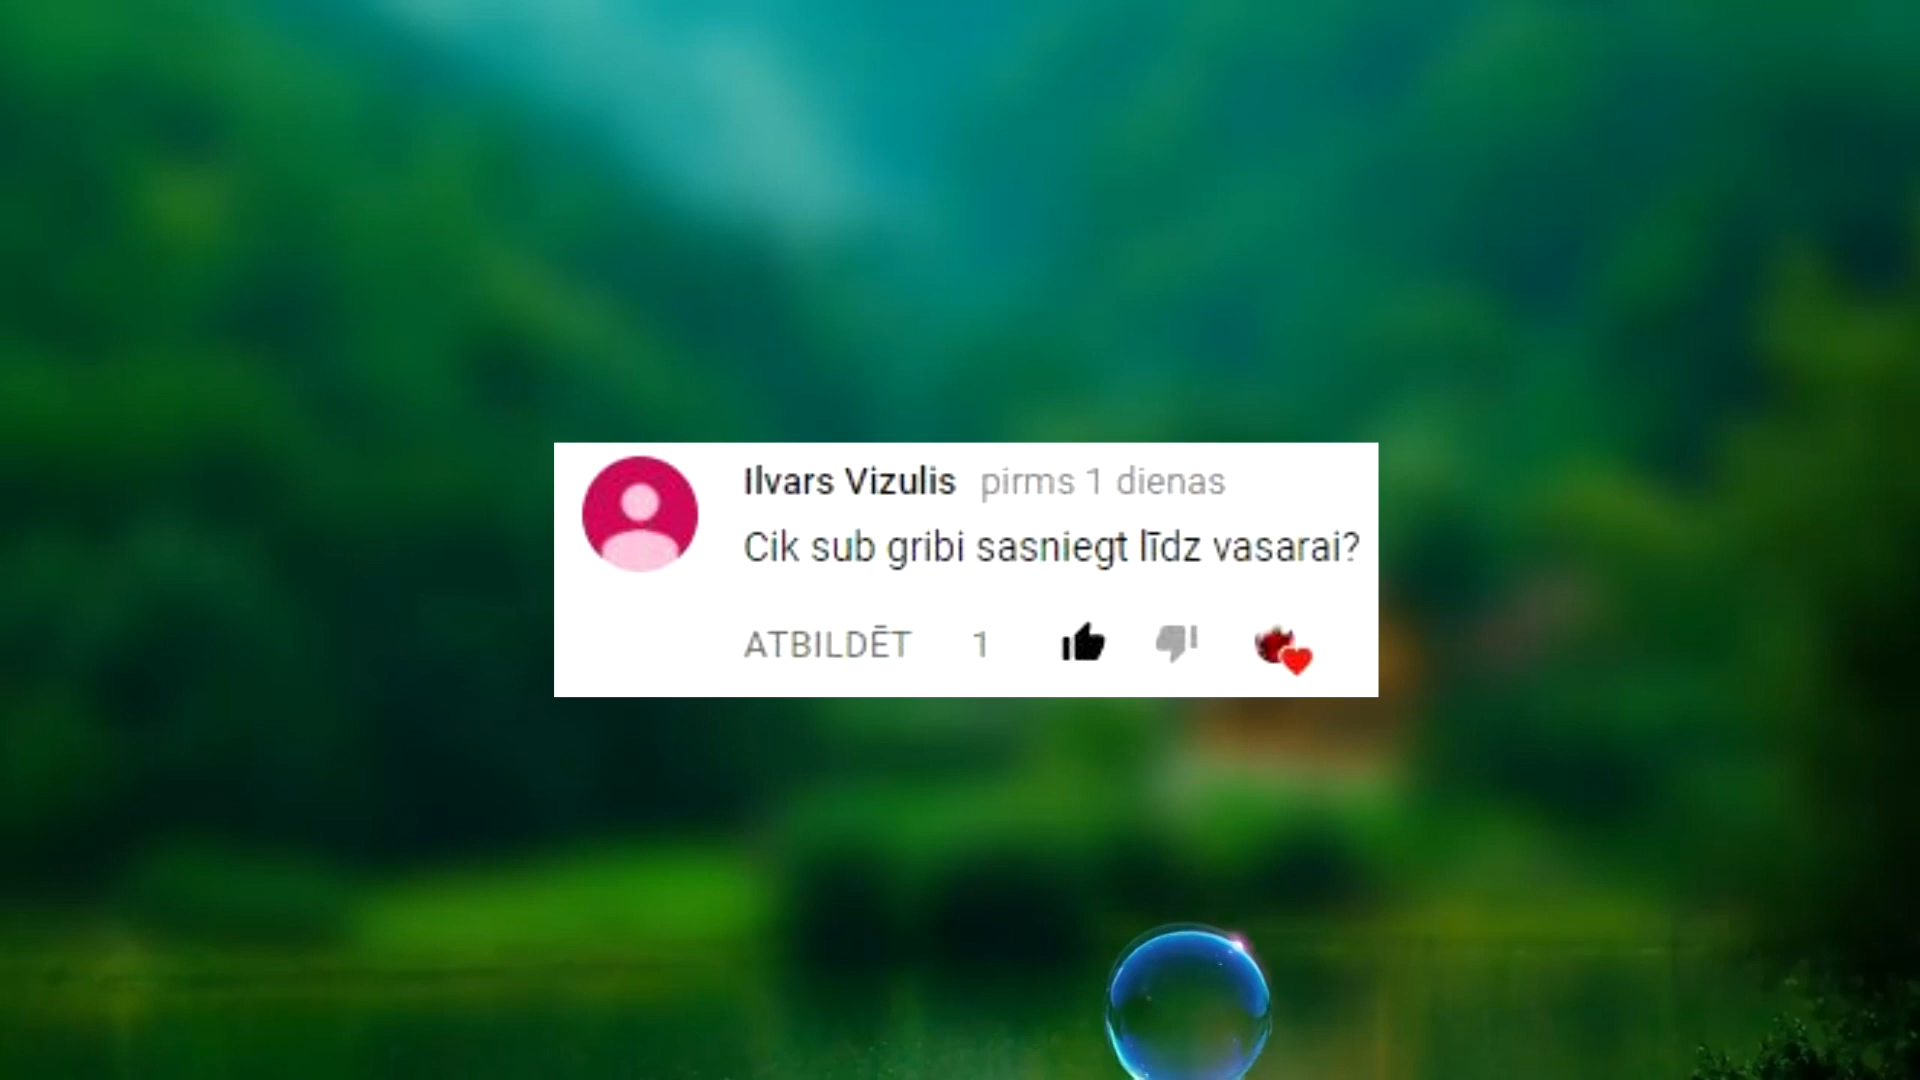 Ilvars Vizulis pirms 1 dienas
Cik sub gribi sasniegt līdz vasarai?
ATBILDĒT 1